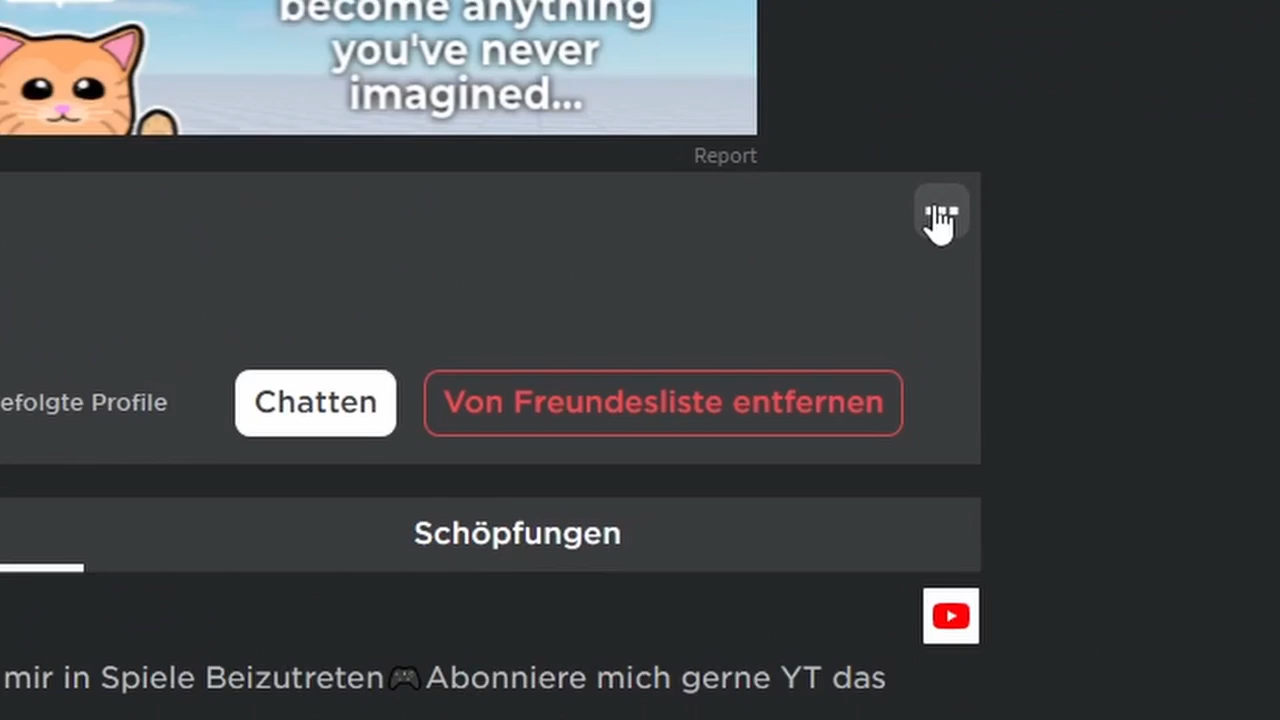 become anything
you've never
imagined...
Report
efolgte Profile
Chatten
Von Freundesliste entfernen
Schöpfungen
mir in Spiele Beizutreten🎮Abonniere mich gerne YT das